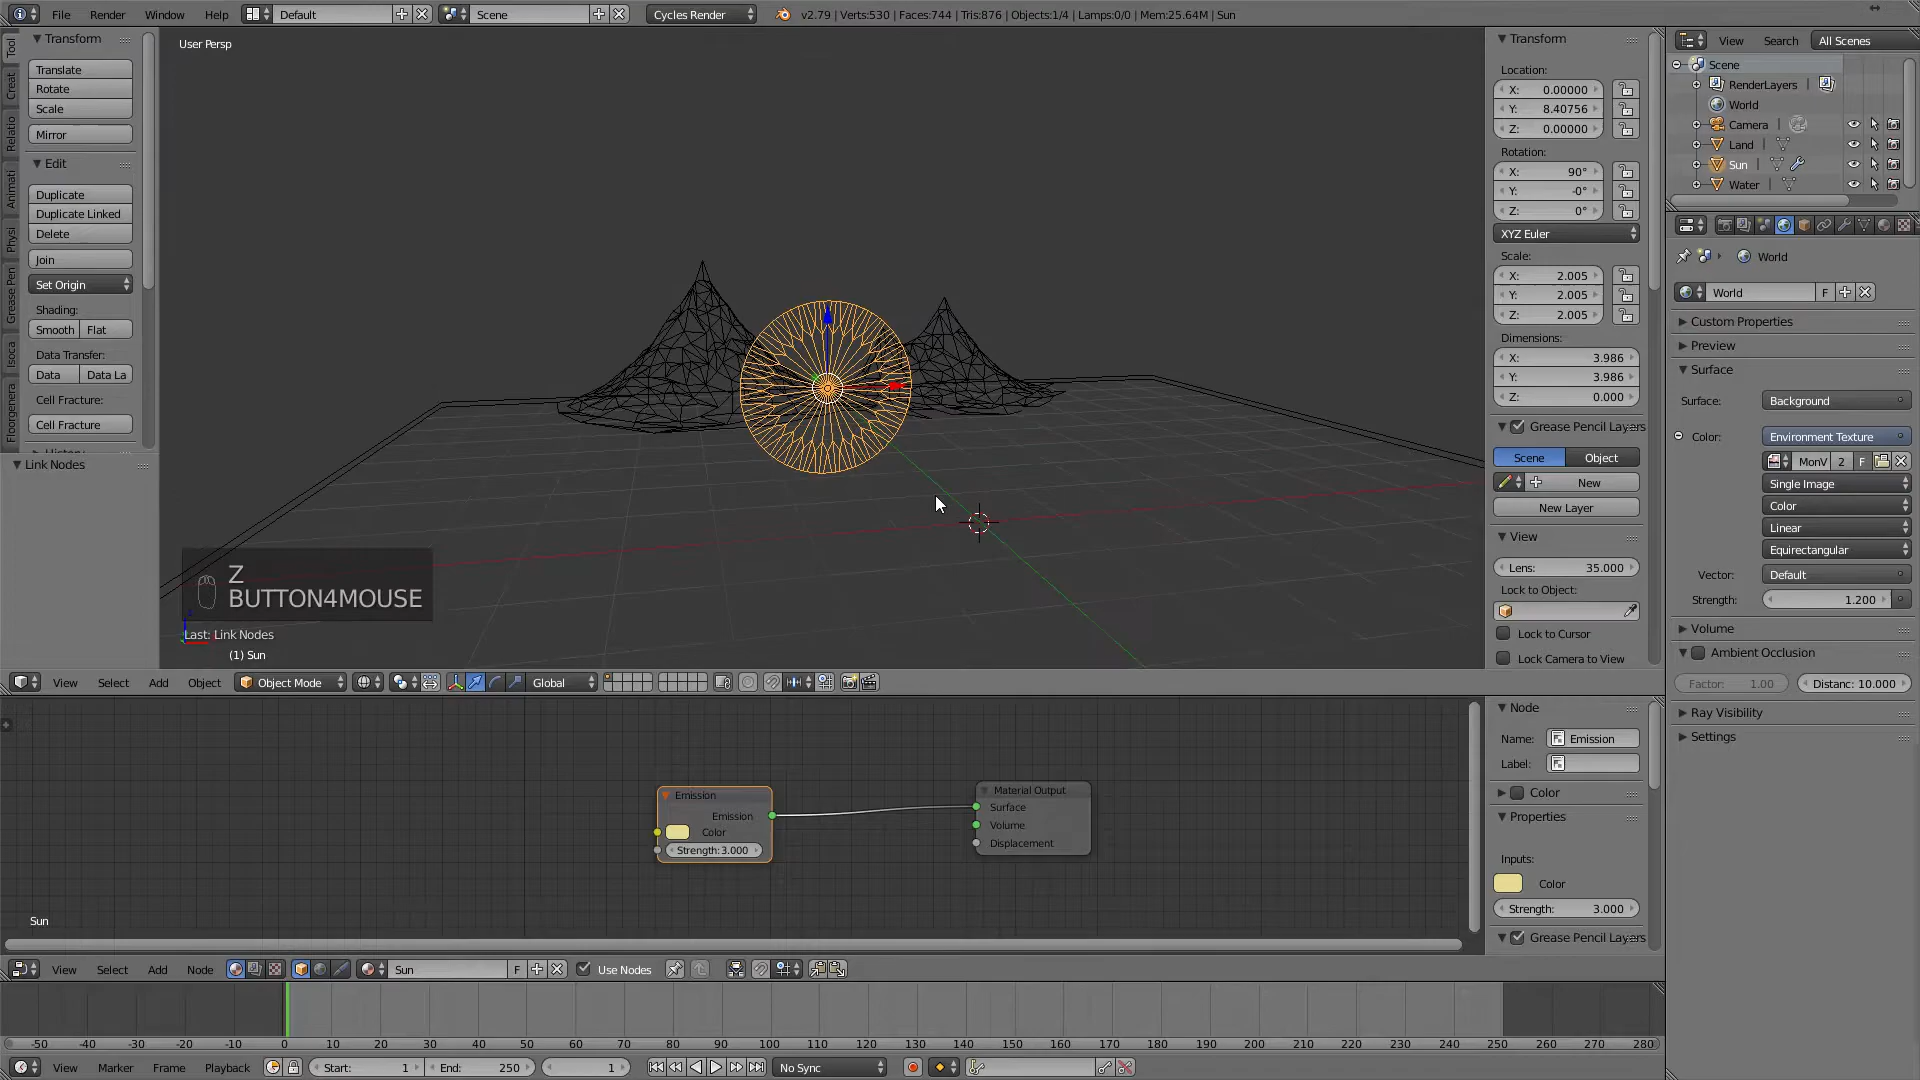 File Render Window Help Default Scene Cycles Render v2.79 | Verts:530 | Faces:744 | Tris:876 | Objects:1/4 | Lamps:0/0 | Mem:25.64M | Sun
Tool
Creat
Relatio
Animati
Physi
Grease Pen
Isoca
Floorgenera
Transform
Translate
Rotate
Scale
Mirror
Edit
Duplicate
Duplicate Linked
Delete
Join
Set Origin
Shading:
Smooth Flat
Data Transfer:
Data Data La
Cell Fracture:
Cell Fracture
Link Nodes
User Persp
Z
BUTTON4MOUSE
Last: Link Nodes
(1) Sun
Transform
Location:
X: 0.00000
Y: 8.40756
Z: 0.00000
Rotation:
X: 90°
Y: -0°
Z: 0°
XYZ Euler
Scale:
X: 2.005
Y: 2.005
Z: 2.005
Dimensions:
X: 3.986
Y: 3.986
Z: 0.000
Grease Pencil Layers
Scene Object
New
New Layer
View
Lens: 35.000
Lock to Object:
Lock to Cursor
Lock Camera to View
View Search All Scenes
Scene
RenderLayers |
World
Camera |
Land |
Sun |
Water |
World
World F
Custom Properties
Preview
Surface
Surface: Background
Color: Environment Texture
MonV 2 F
Single Image
Color
Linear
Equirectangular
Vector: Default
Strength: 1.200
Volume
Ambient Occlusion
Factor: 1.00 Distanc: 10.000
Ray Visibility
Settings
View Select Add Object Object Mode Global
Emission
Emission
Color
Strength:3.000
Material Output
Surface
Volume
Displacement
Sun
Node
Name: Emission
Label:
Color
Properties
Inputs:
Color
Strength: 3.000
Grease Pencil Layers
View Select Add Node Sun F Use Nodes
-50 -40 -30 -20 -10 0 10 20 30 40 50 60 70 80 90 100 110 120 130 140 150 160 170 180 190 200 210 220 230 240 250 260 270 280
View Marker Frame Playback Start: 1 End: 250 1 No Sync